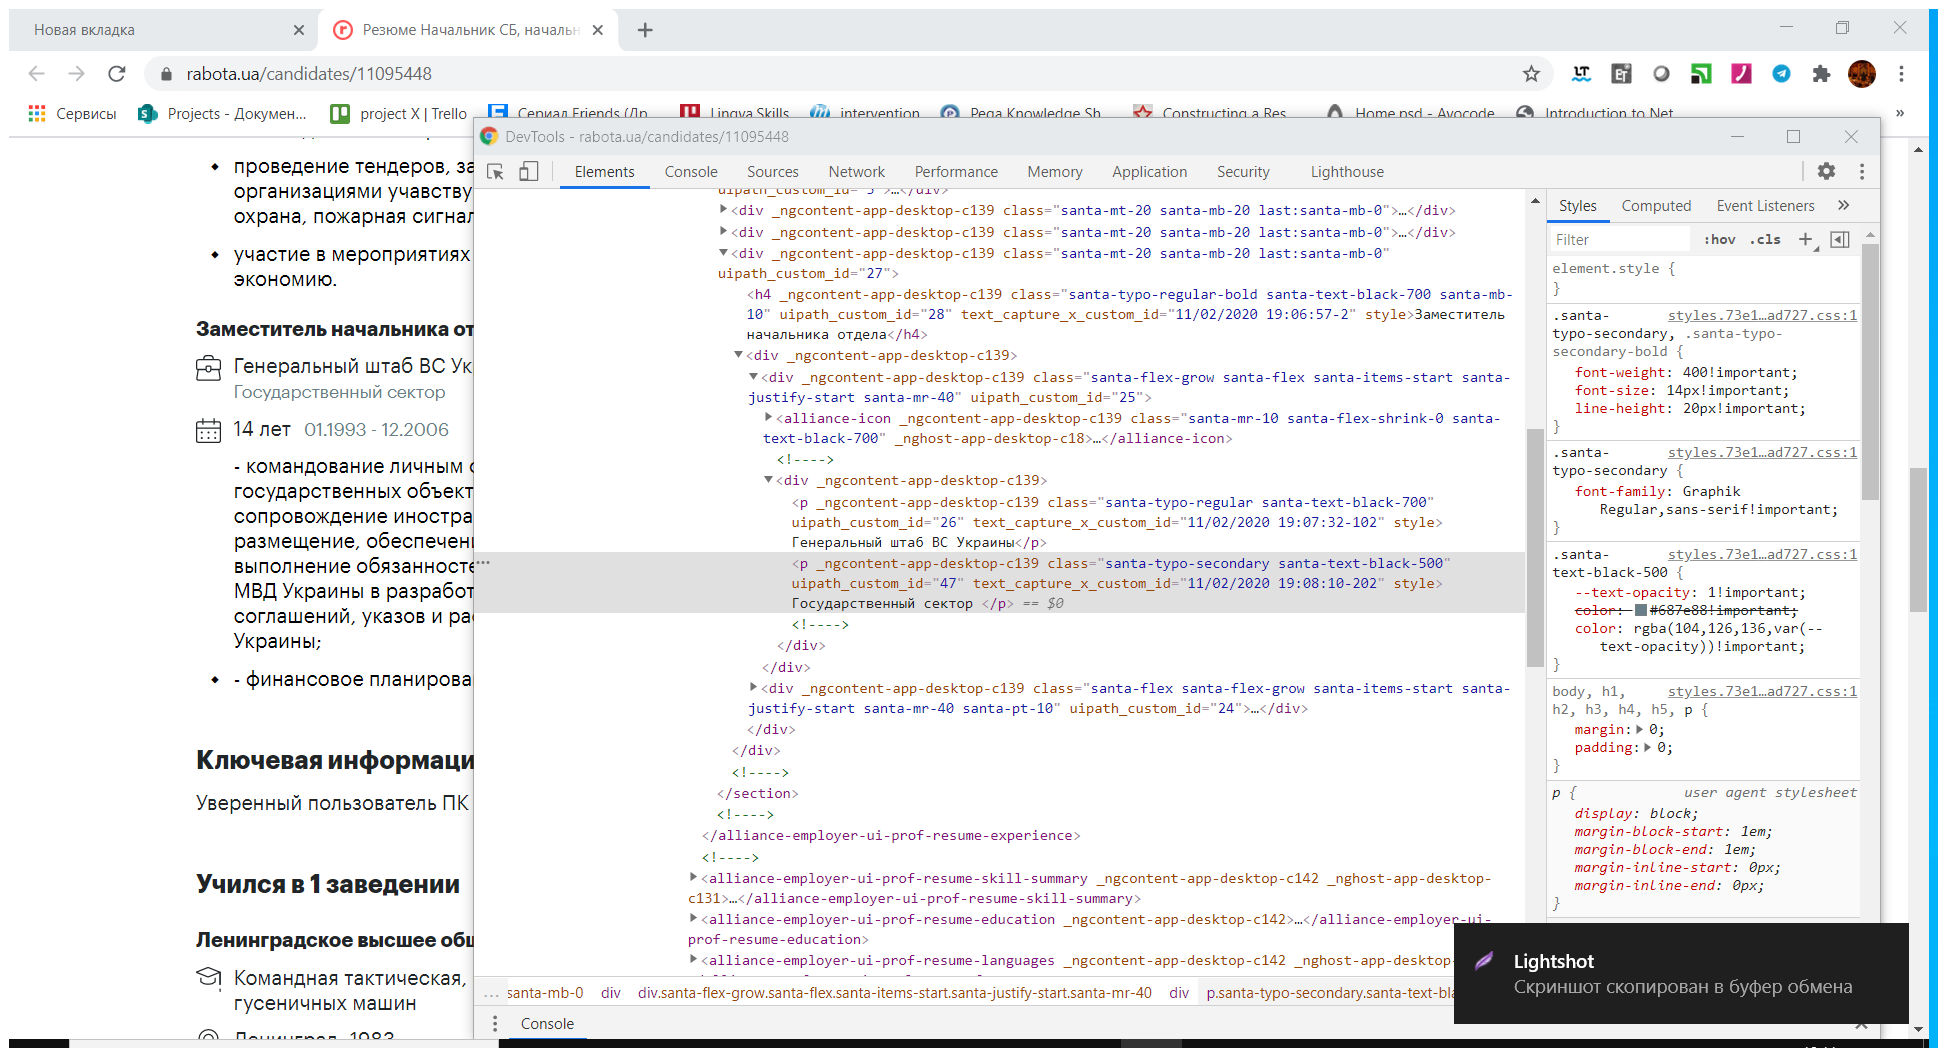 Новая вкладка
Резюме Начальник СБ, начальн
rabota.ua/candidates/11095448
Сервисы
Projects - Докумен...
project X | Trello
Сериал Friends (Др
Lingva Skills
intervention
Pega Knowledge Sh
Constructing a Res
Home.psd - Avocode
Introduction to Net
»
DevTools - rabota.ua/candidates/11095448
Elements Console Sources Network Performance Memory Application Security Lighthouse
проведение тендеров, за
организациями учавству
охрана, пожарная сигнал
участие в мероприятиях
экономию.
Заместитель начальника от
Генеральный штаб ВС Ук
Государственный сектор
14 лет 01.1993 - 12.2006
- командование личным с
государственных объект
сопровождение иностра
размещение, обеспечен
выполнение обязанносте
МВД Украины в разработ
соглашений, указов и ра
Украины;
- финансовое планирова
Ключевая информаци
Уверенный пользователь ПК
Учился в 1 заведении
Ленинградское высшее общ
Командная тактическая,
гусеничных машин
Ленинград, 1983
uipath_custom_id="5">…</div>
<div _ngcontent-app-desktop-c139 class="santa-mt-20 santa-mb-20 last:santa-mb-0">…</div>
<div _ngcontent-app-desktop-c139 class="santa-mt-20 santa-mb-20 last:santa-mb-0">…</div>
<div _ngcontent-app-desktop-c139 class="santa-mt-20 santa-mb-20 last:santa-mb-0"
uipath_custom_id="27">
<h4 _ngcontent-app-desktop-c139 class="santa-typo-regular-bold santa-text-black-700 santa-mb-
10" uipath_custom_id="28" text_capture_x_custom_id="11/02/2020 19:06:57-2" style>Заместитель
начальника отдела</h4>
<div _ngcontent-app-desktop-c139>
<div _ngcontent-app-desktop-c139 class="santa-flex-grow santa-flex santa-items-start santa-
justify-start santa-mr-40" uipath_custom_id="25">
<alliance-icon _ngcontent-app-desktop-c139 class="santa-mr-10 santa-flex-shrink-0 santa-
text-black-700" _nghost-app-desktop-c18>…</alliance-icon>
<!---->
<div _ngcontent-app-desktop-c139>
<p _ngcontent-app-desktop-c139 class="santa-typo-regular santa-text-black-700"
uipath_custom_id="26" text_capture_x_custom_id="11/02/2020 19:07:32-102" style>
Генеральный штаб ВС Украины</p>
<p _ngcontent-app-desktop-c139 class="santa-typo-secondary santa-text-black-500"
uipath_custom_id="47" text_capture_x_custom_id="11/02/2020 19:08:10-202" style>
Государственный сектор </p> == $0
<!---->
</div>
</div>
<div _ngcontent-app-desktop-c139 class="santa-flex santa-flex-grow santa-items-start santa-
justify-start santa-mr-40 santa-pt-10" uipath_custom_id="24">…</div>
</div>
</div>
<!---->
</section>
<!---->
</alliance-employer-ui-prof-resume-experience>
<!---->
<alliance-employer-ui-prof-resume-skill-summary _ngcontent-app-desktop-c142 _nghost-app-desktop-
c131>…</alliance-employer-ui-prof-resume-skill-summary>
<alliance-employer-ui-prof-resume-education _ngcontent-app-desktop-c142>…</alliance-employer-ui-
prof-resume-education>
<alliance-employer-ui-prof-resume-languages _ngcontent-app-desktop-c142 _nghost-app-desktop-
... santa-mb-0 div div.santa-flex-grow.santa-flex.santa-items-start.santa-justify-start.santa-mr-40 div p.santa-typo-secondary.santa-text-bla
Console
Styles Computed Event Listeners »
Filter :hov .cls +
element.style {
}
.santa- styles.73e1…ad727.css:1
typo-secondary, .santa-typo-
secondary-bold {
font-weight: 400!important;
font-size: 14px!important;
line-height: 20px!important;
}
.santa- styles.73e1…ad727.css:1
typo-secondary {
font-family: Graphik
Regular,sans-serif!important;
}
.santa- styles.73e1…ad727.css:1
text-black-500 {
--text-opacity: 1!important;
color: #687e88!important;
color: rgba(104,126,136,var(--
text-opacity))!important;
}
body, h1, styles.73e1…ad727.css:1
h2, h3, h4, h5, p {
margin: 0;
padding: 0;
}
p { user agent stylesheet
display: block;
margin-block-start: 1em;
margin-block-end: 1em;
margin-inline-start: 0px;
margin-inline-end: 0px;
}
Lightshot
Скриншот скопирован в буфер обмена